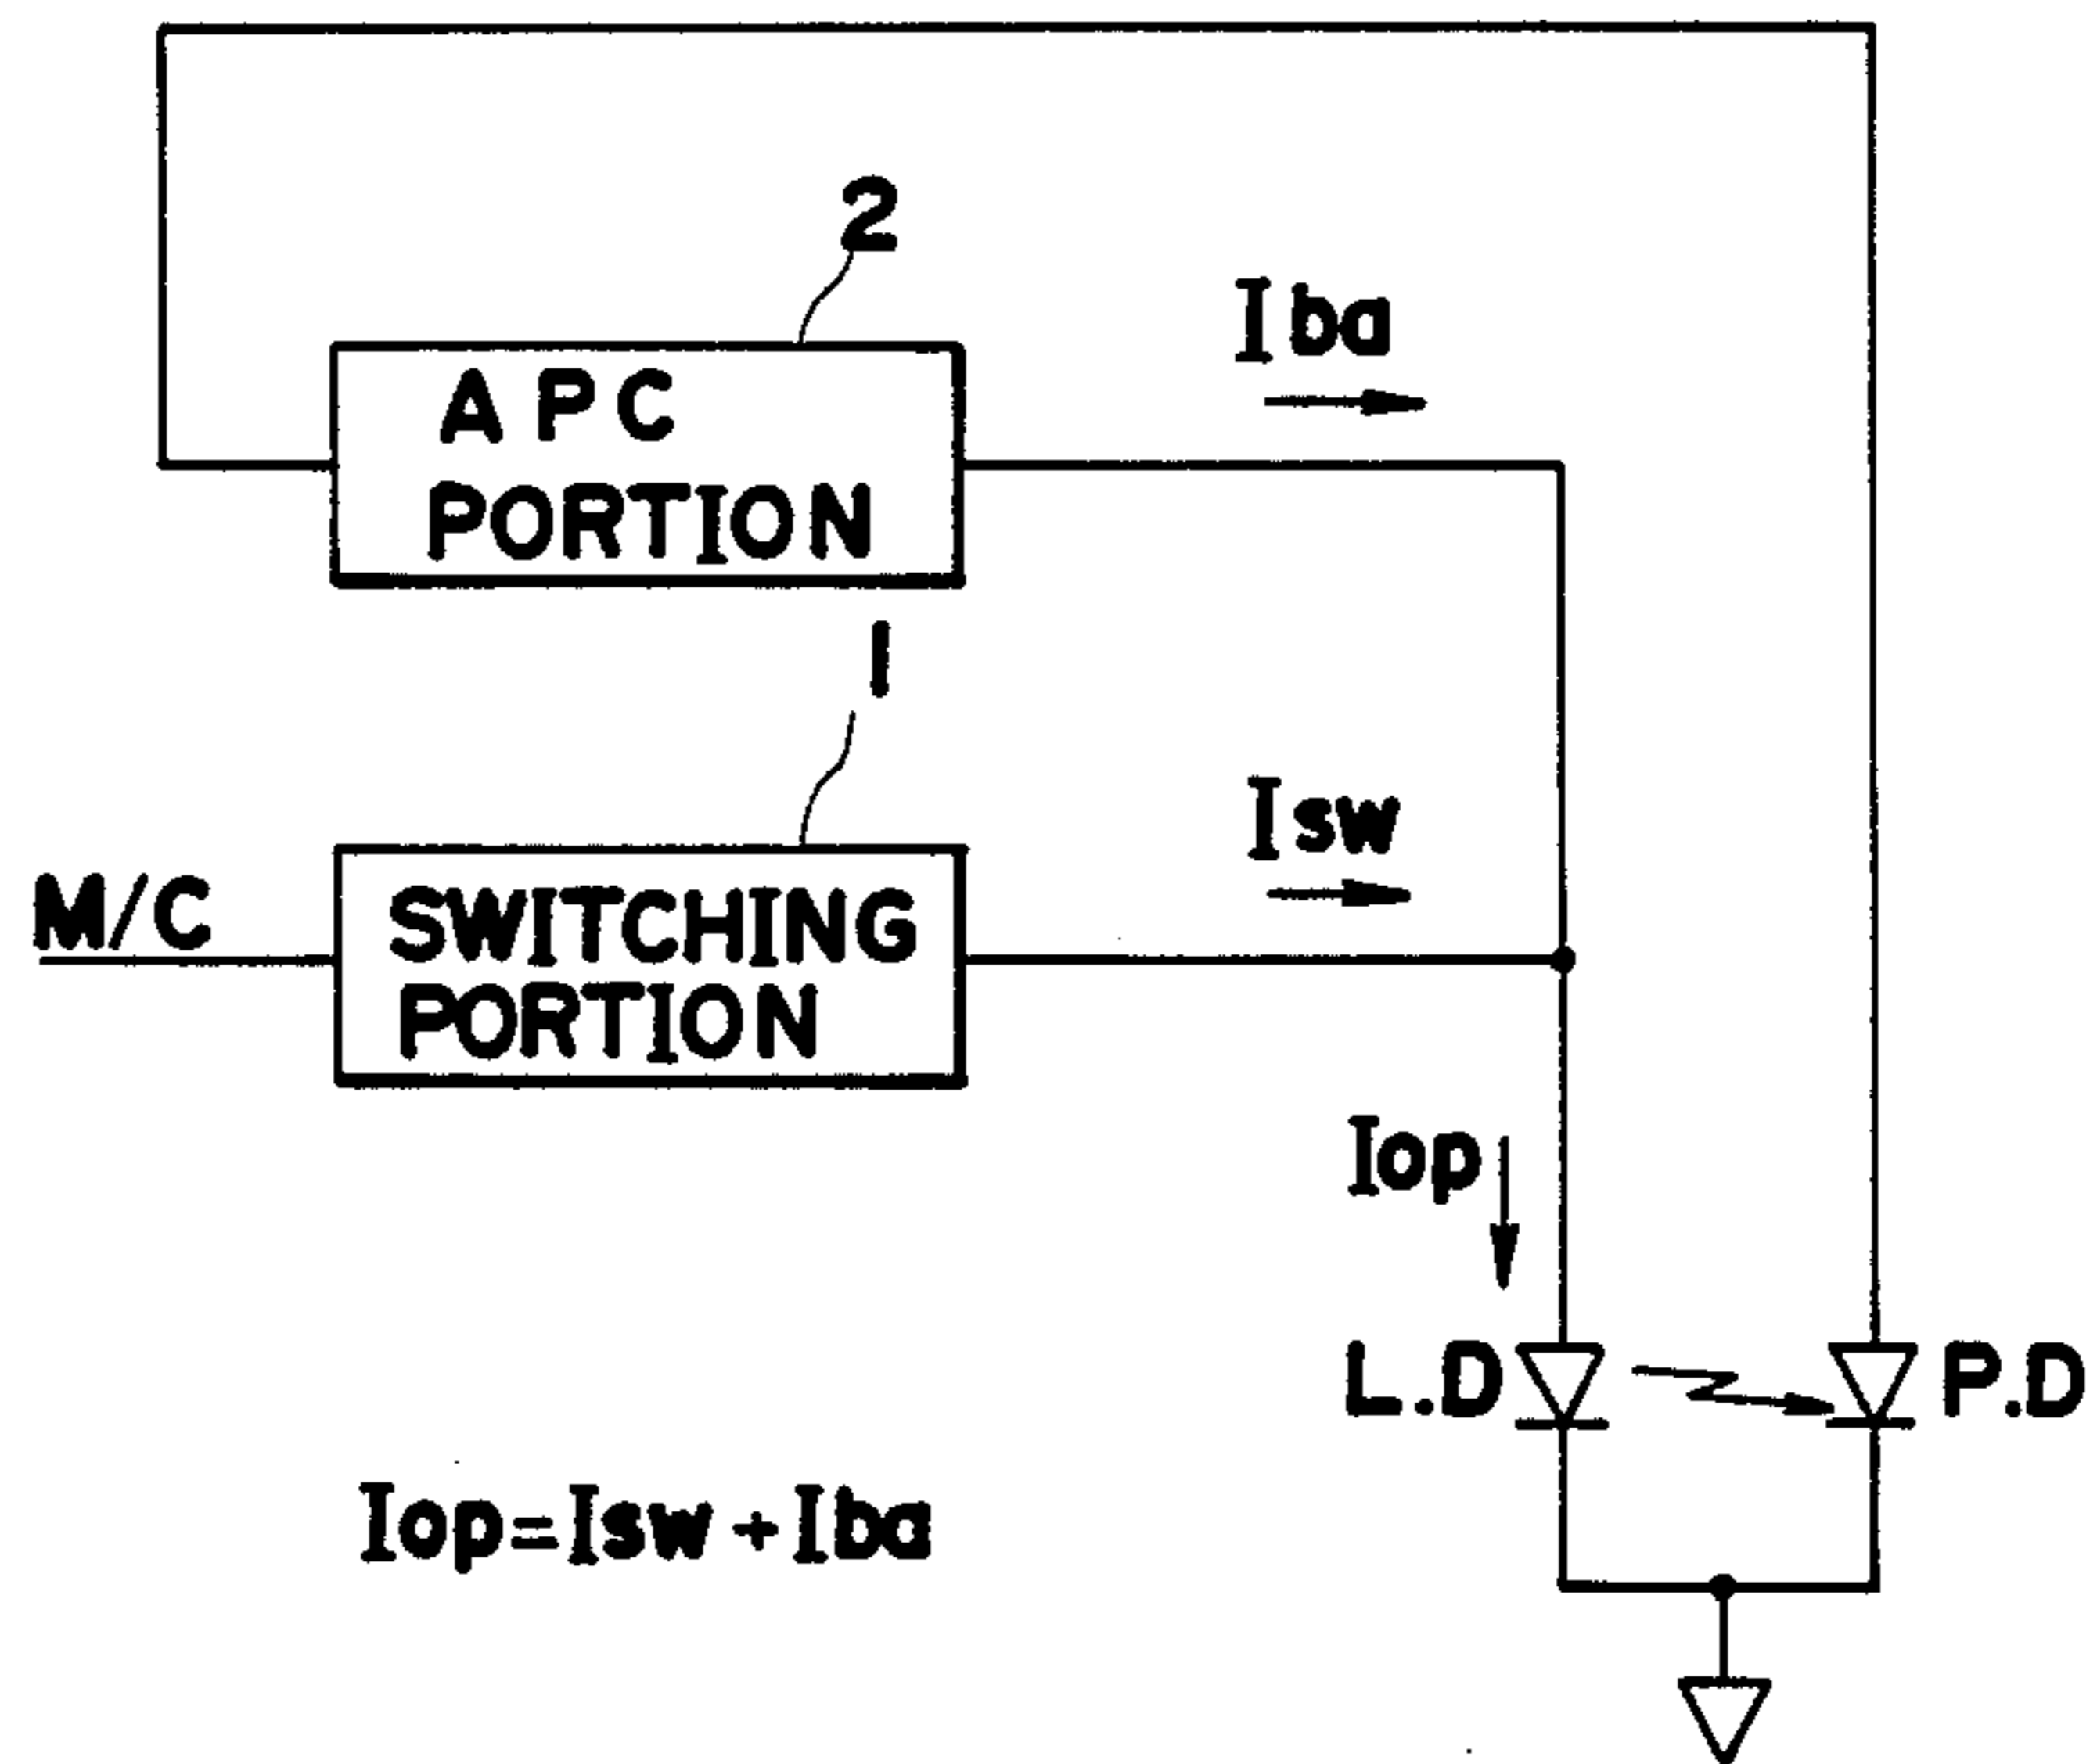 2
Iba
APC
PORTION
1
Isw
M/C
SWITCHING
PORTION
Iop
L.D
P.D
Iop=Isw+Iba